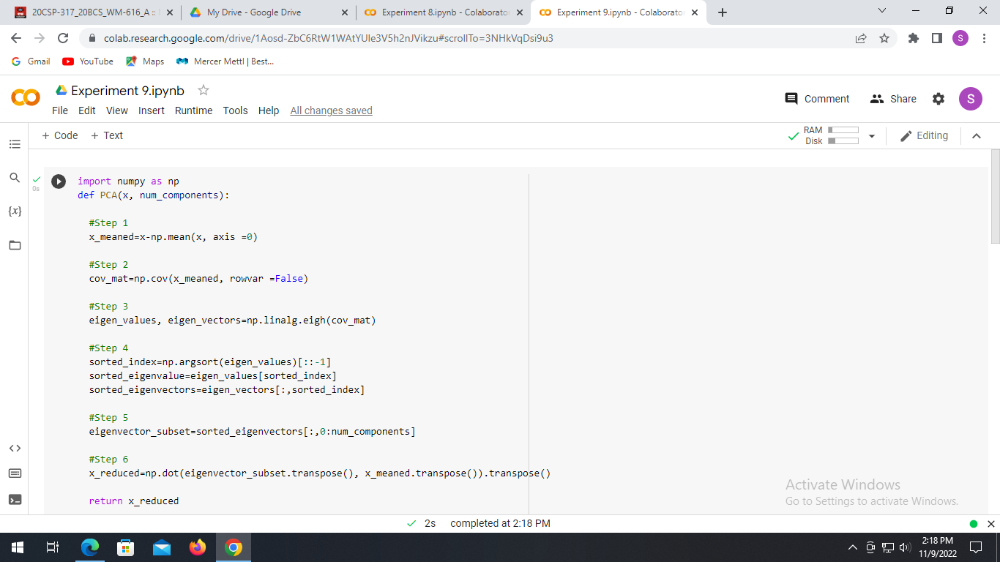 20CSP-317_20BCS_WM-616_A ::
My Drive - Google Drive
Experiment 8.ipynb - Colaborato
Experiment 9.ipynb - Colaborato
colab.research.google.com/drive/1Aosd-ZbC6RtW1WAtYUle3V5h2nJVikzu#scrollTo=3NHkVqDsi9u3
S
Gmail
YouTube
Maps
Mercer Mettl | Best...
Experiment 9.ipynb
Comment
Share
S
File Edit View Insert Runtime Tools Help All changes saved
+ Code + Text
RAM
Disk
Editing
{x}
0s
import numpy as np
def PCA(x, num_components):
#Step 1
x_meaned=x-np.mean(x, axis =0)
#Step 2
cov_mat=np.cov(x_meaned, rowvar =False)
#Step 3
eigen_values, eigen_vectors=np.linalg.eigh(cov_mat)
#Step 4
sorted_index=np.argsort(eigen_values)[::-1]
sorted_eigenvalue=eigen_values[sorted_index]
sorted_eigenvectors=eigen_vectors[:,sorted_index]
#Step 5
eigenvector_subset=sorted_eigenvectors[:,0:num_components]
#Step 6
x_reduced=np.dot(eigenvector_subset.transpose(), x_meaned.transpose()).transpose()
return x_reduced
Activate Windows
Go to Settings to activate Windows.
2s completed at 2:18 PM
2:18 PM
11/9/2022